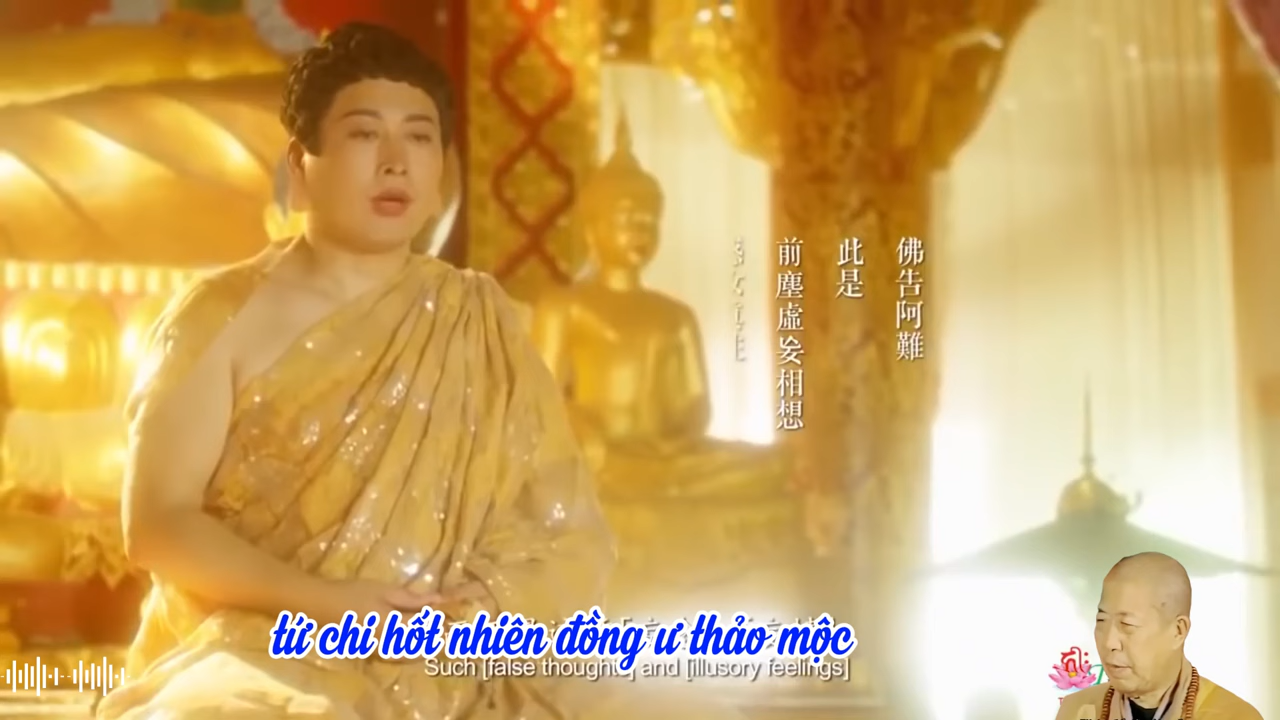 佛告阿難
此是
前塵虛妄相想
tứ chi hốt nhiên đồng ư thảo mộc
Such [false thoughts] and [illusory feelings]